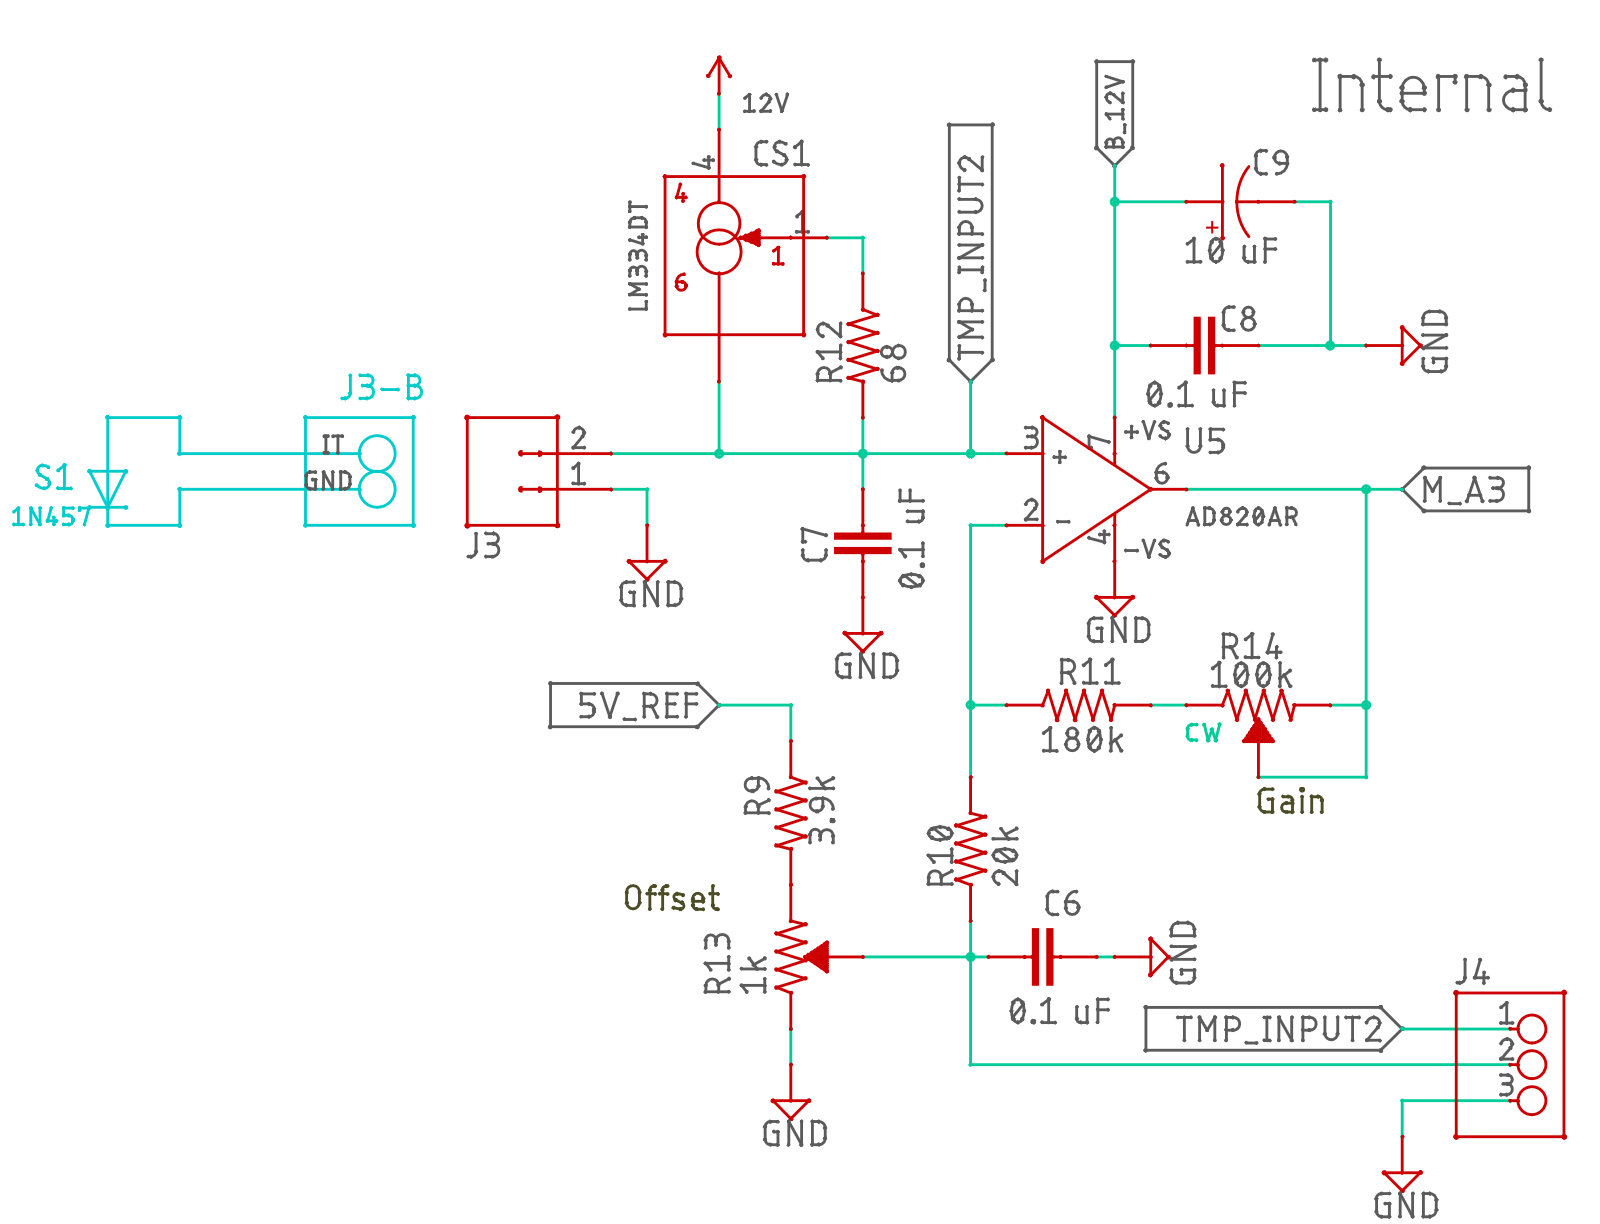 Internal
12V
CS1
4
4
LM334DT
1
1
6
R12
68
TMP_INPUT2
B_12V
C9
+
10 uF
C8
0.1 uF
GND
J3-B
IT
GND
S1
1N457
2
1
J3
GND
C7
0.1 uF
GND
3
+
2
-
7
+VS
U5
6
AD820AR
4
-VS
GND
M_A3
R11
180k
R14
100k
CW
Gain
5V_REF
R9
3.9k
Offset
R13
1k
GND
R10
20k
C6
0.1 uF
GND
TMP_INPUT2
J4
1
2
3
GND